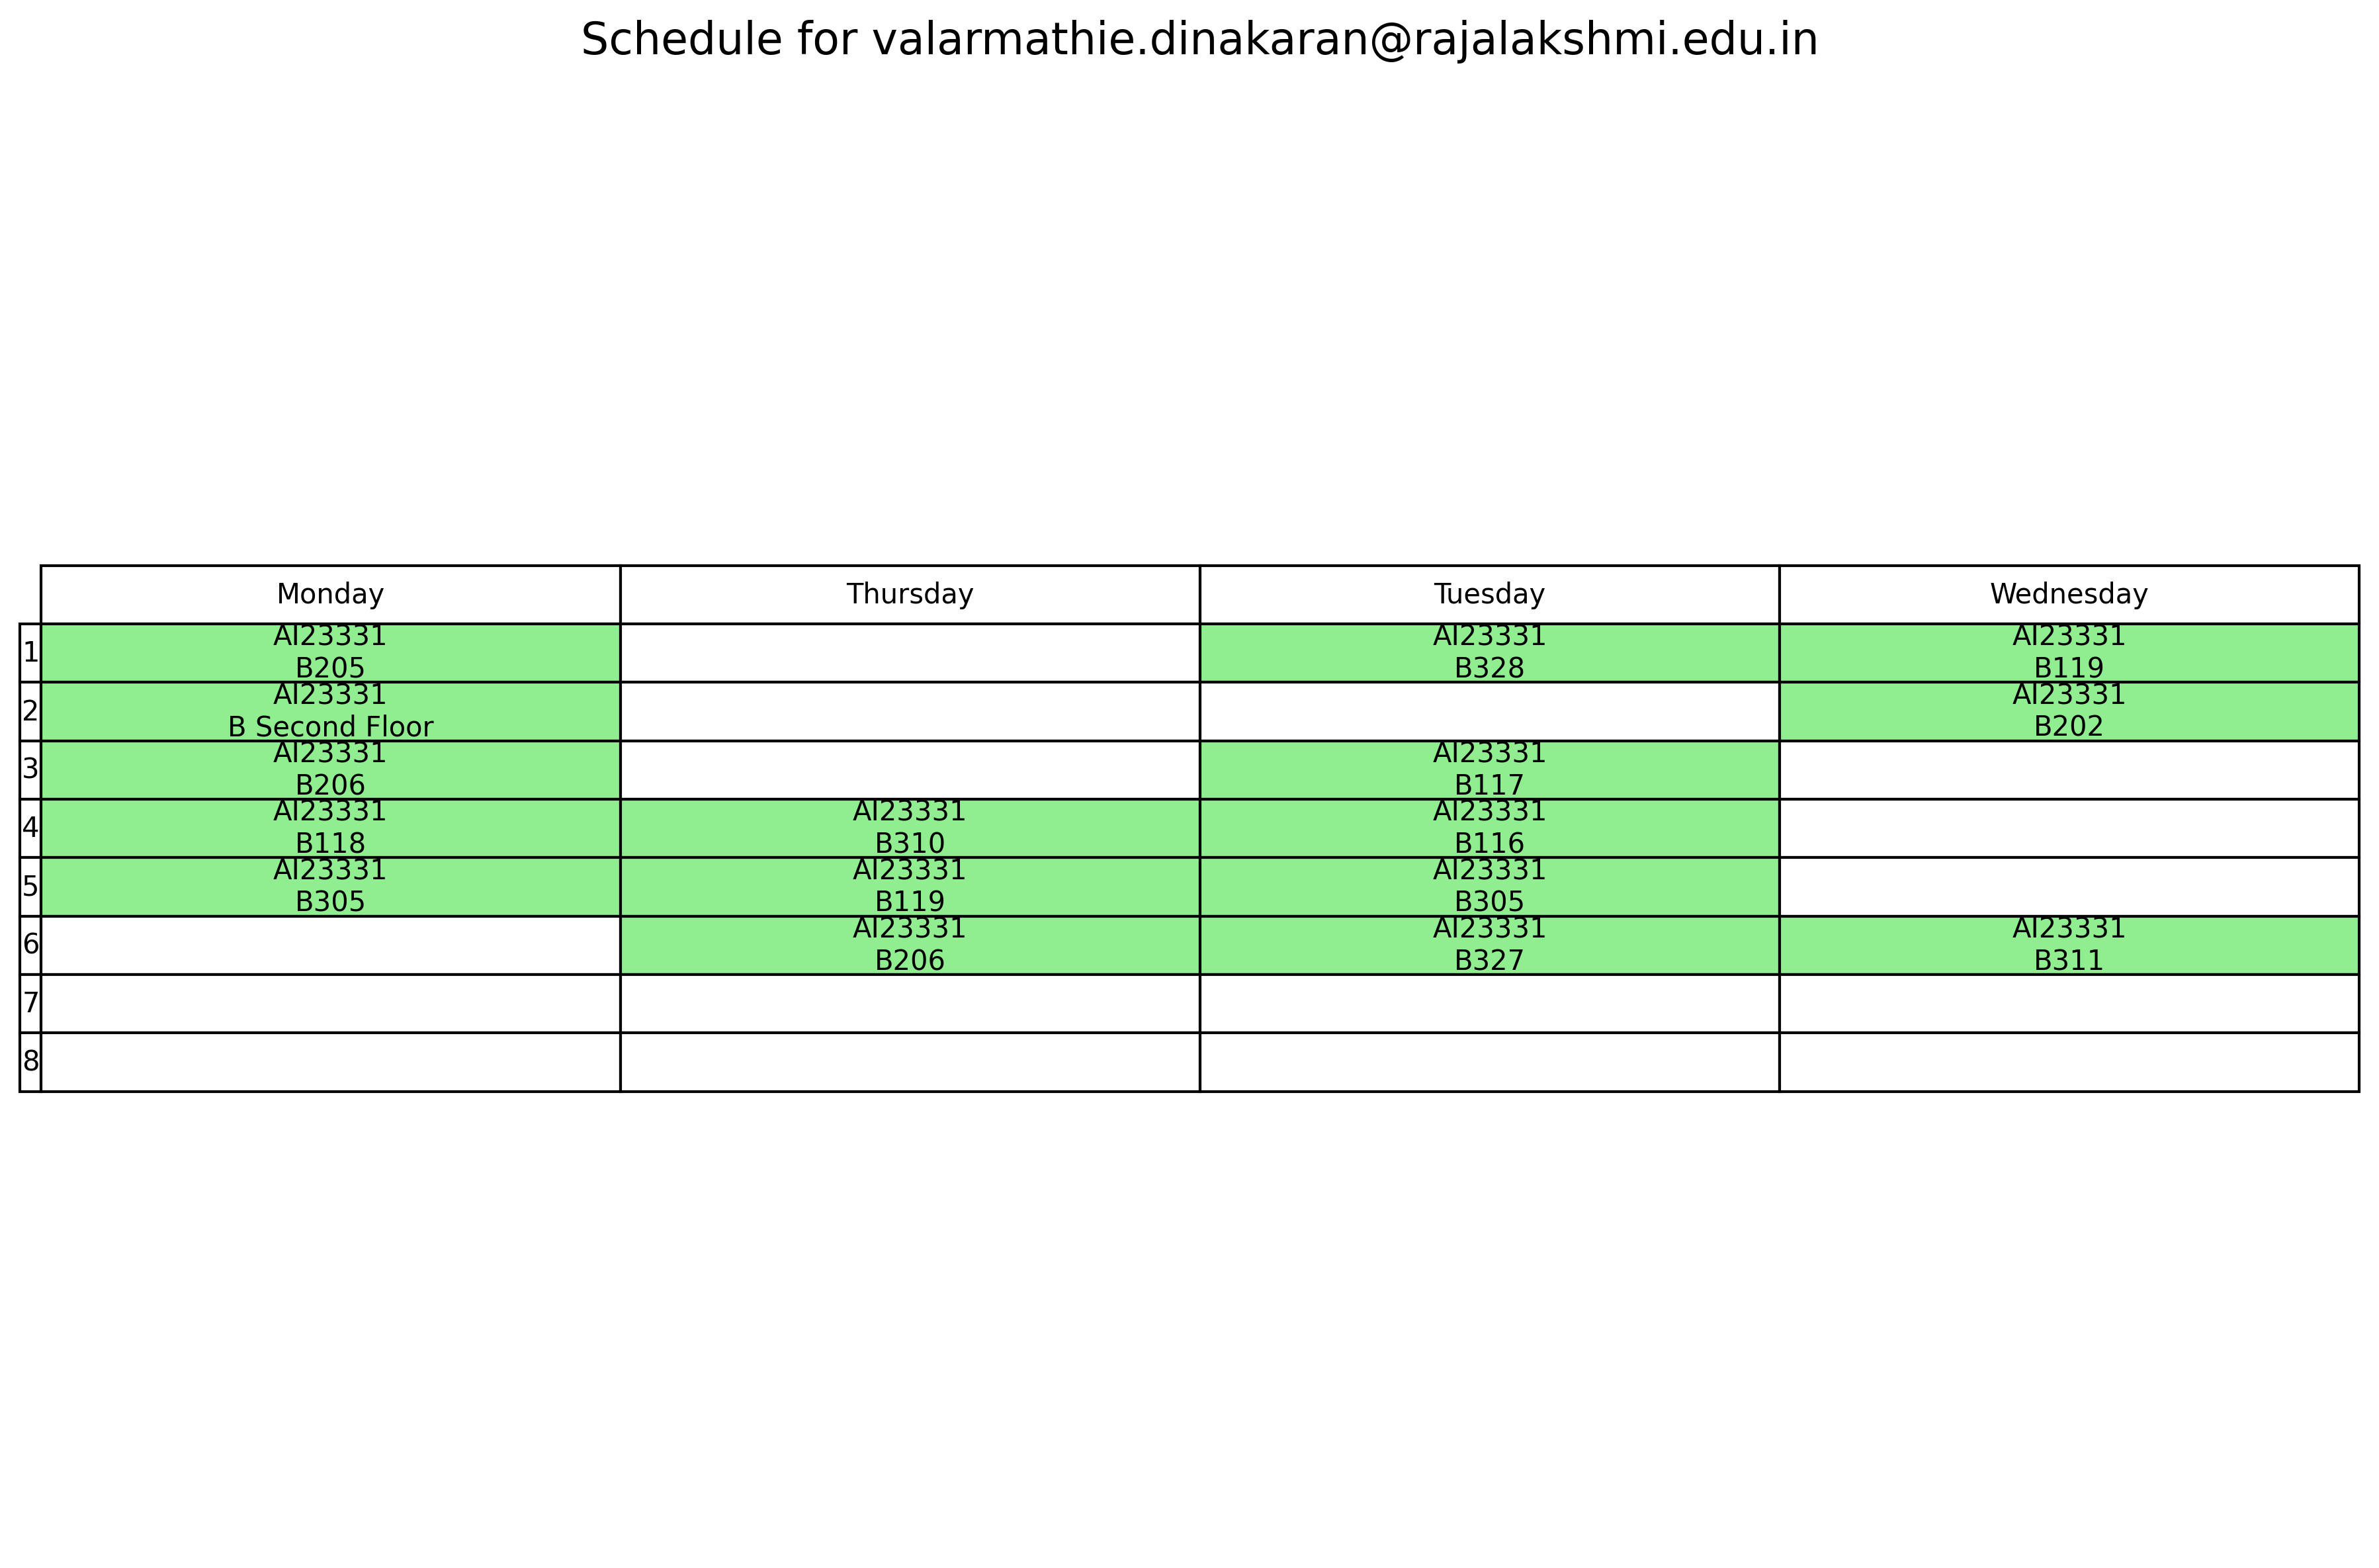 Schedule for valarmathie.dinakaran@rajalakshmi.edu.in
Monday Thursday Tuesday Wednesday
1 AI23331 AI23331 AI23331
B205 B328 B119
2 AI23331 AI23331
B Second Floor B202
3 AI23331 AI23331
B206 B117
4 AI23331 AI23331 AI23331
B118 B310 B116
5 AI23331 AI23331 AI23331
B305 B119 B305
6 AI23331 AI23331 AI23331
B206 B327 B311
7
8